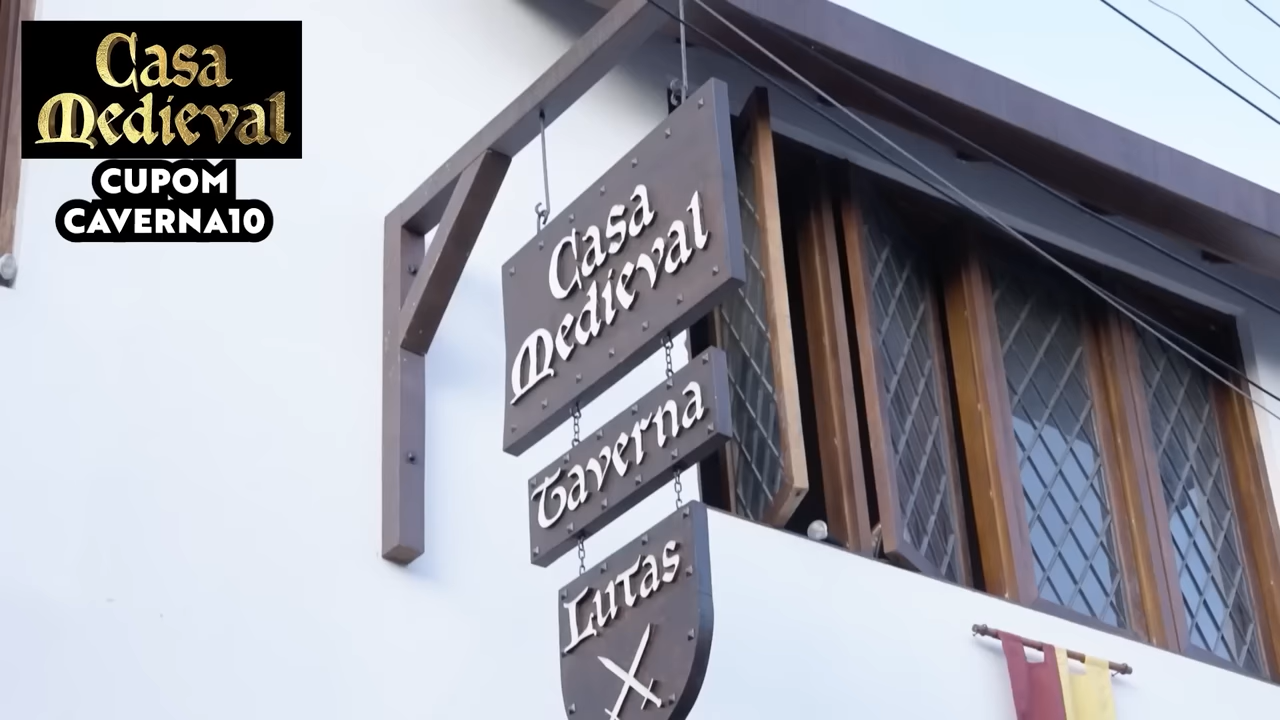 Casa
Medieval
CUPOM
CAVERNA10
Casa
Medieval
Taverna
Lutas